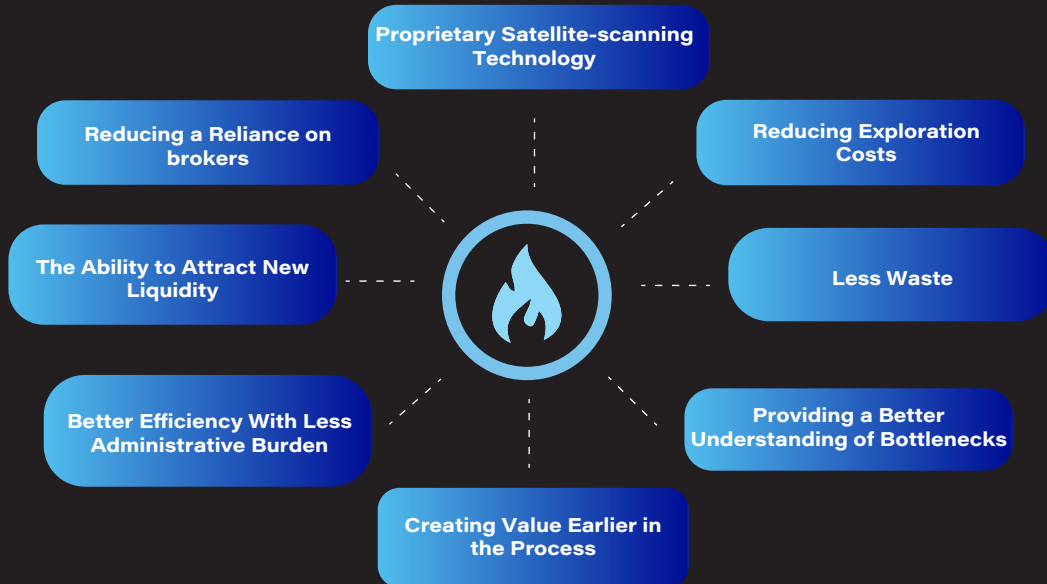 Proprietary Satellite-scanning
Technology
Reducing a Reliance on
brokers
Reducing Exploration
Costs
The Ability to Attract New
Liquidity
Less Waste
Better Efficiency With Less
Administrative Burden
Providing a Better
Understanding of Bottlenecks
Creating Value Earlier in
the Process